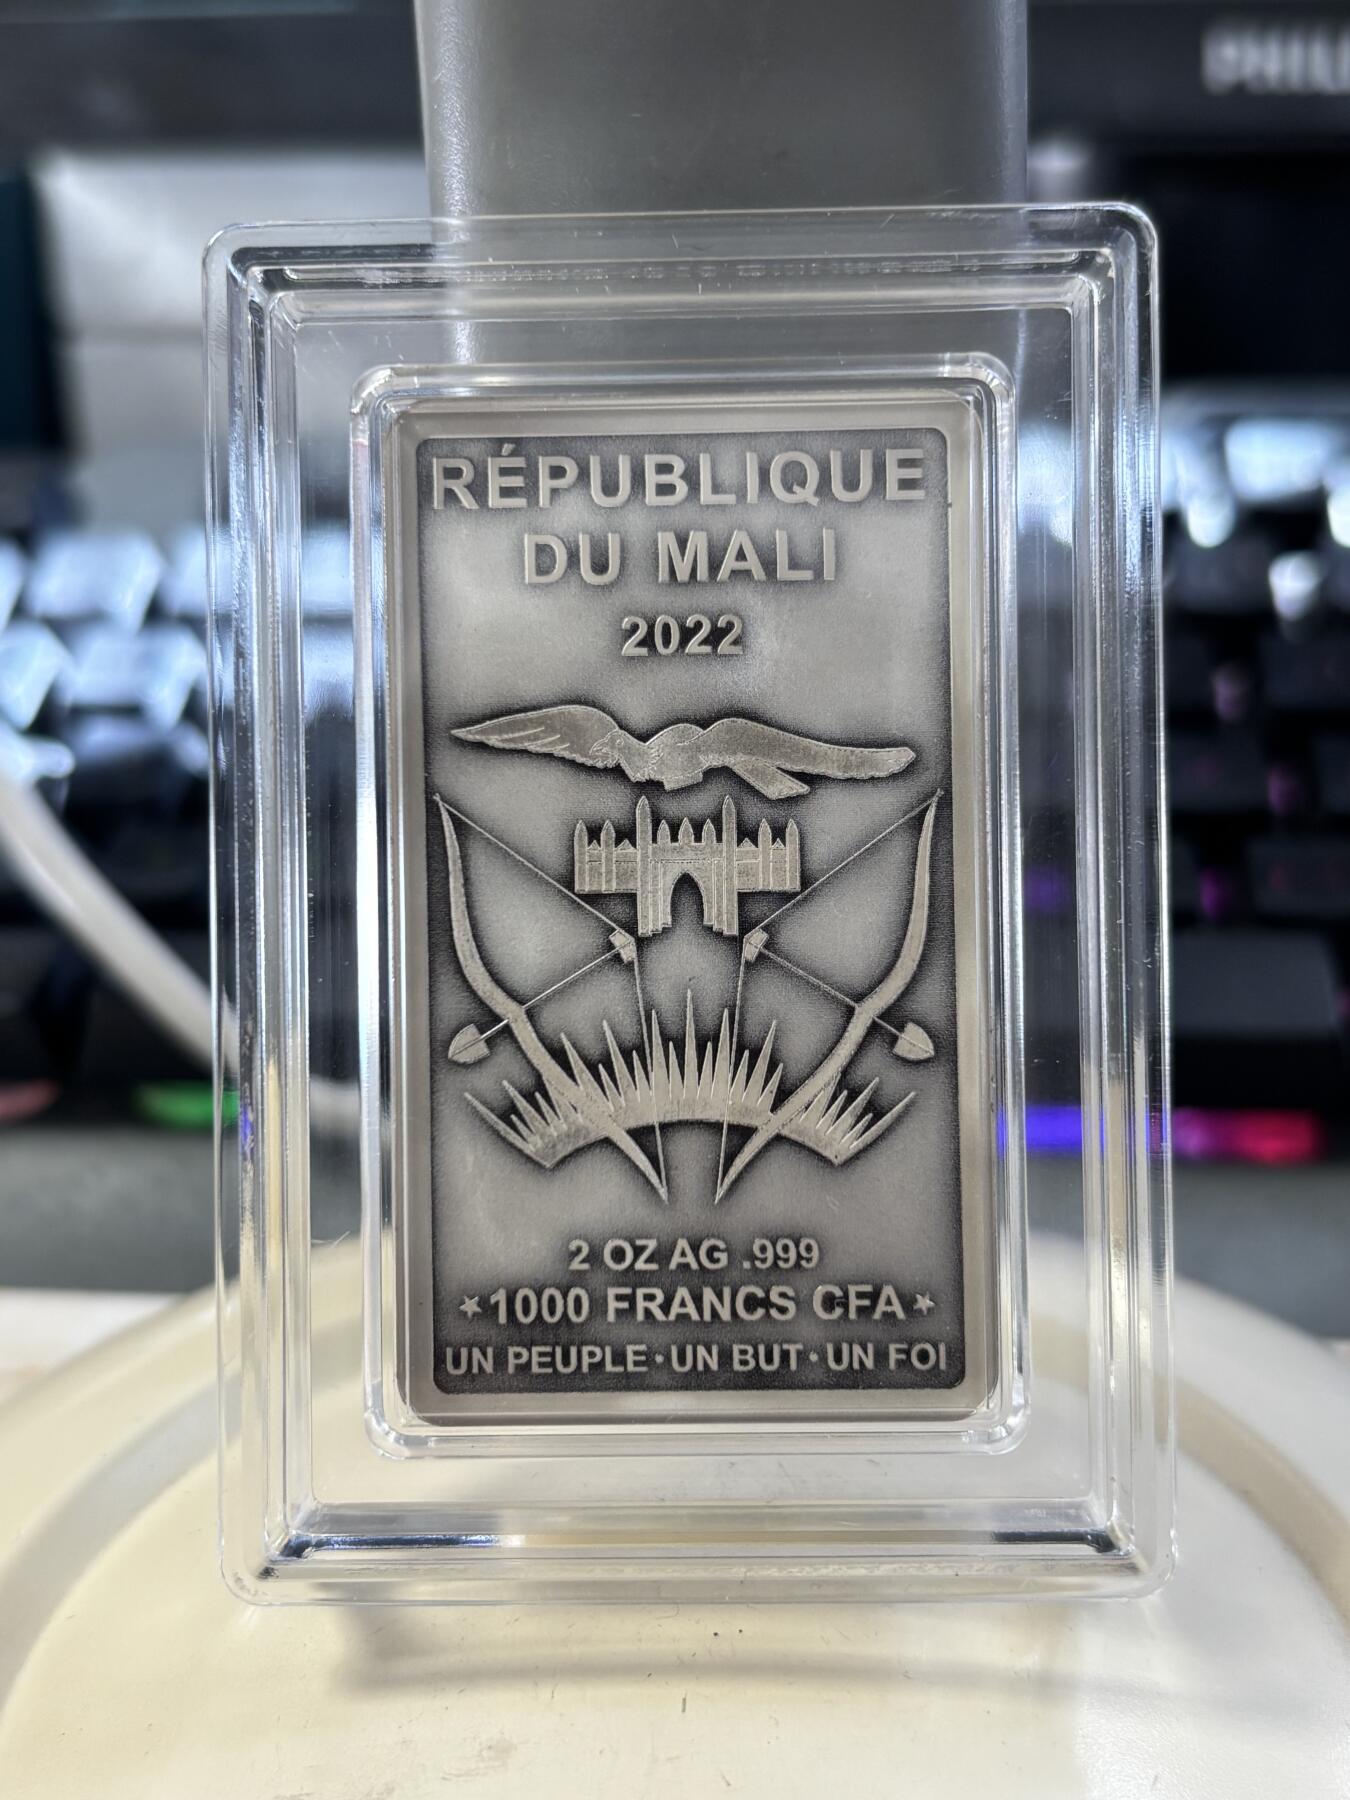 RÉPUBLIQUE
DU MALI
2022
2 OZ AG .999
★1000 FRANCS CFA★
UN PEUPLE·UN BUT·UN FOI